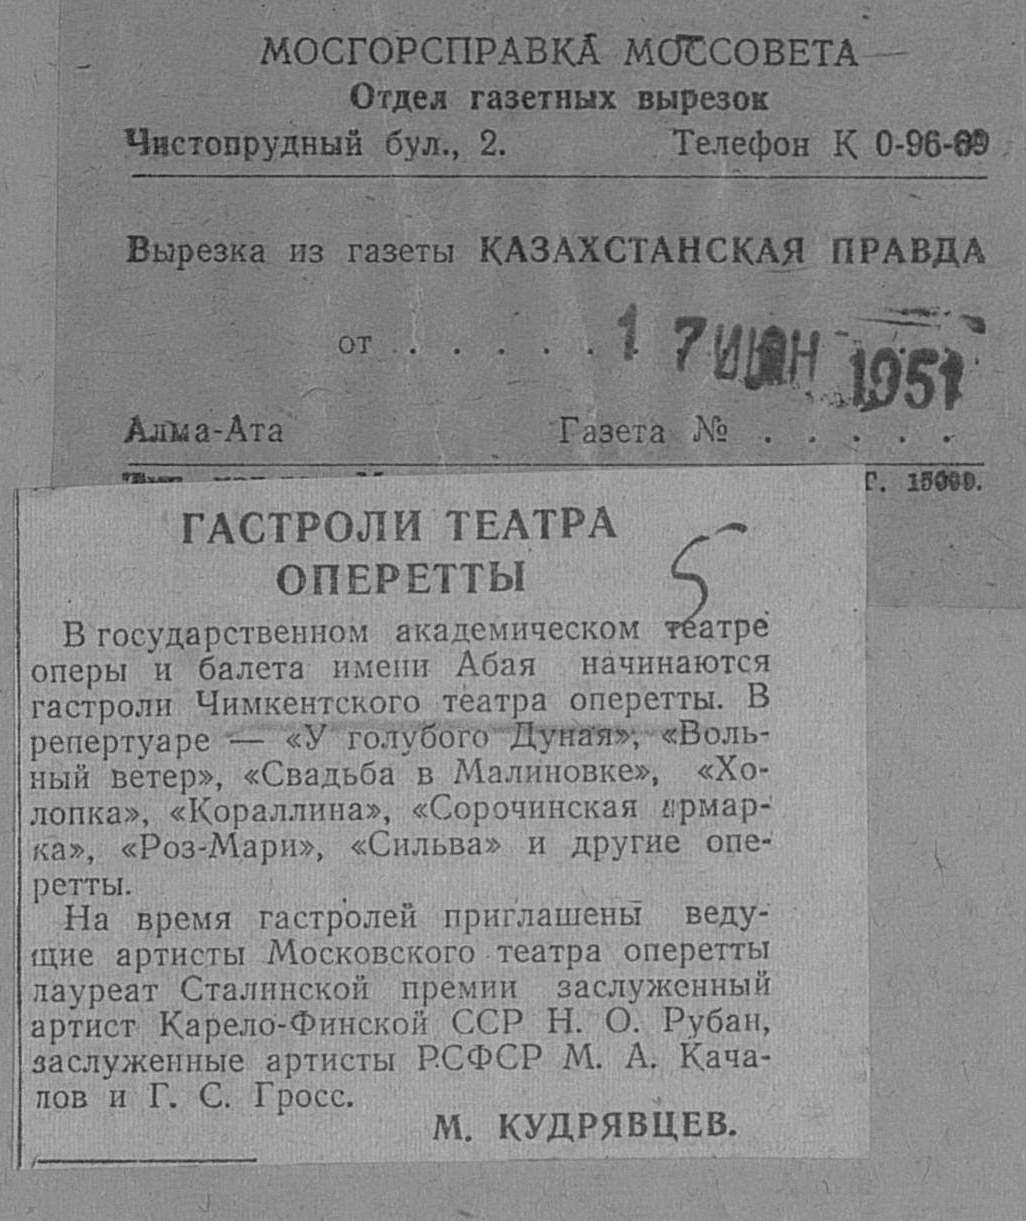 МОСГОРСПРАВКА МОССОВЕТА
Отдел газетных вырезок
Чистопрудный бул., 2. Телефон К 0-96-69
Вырезка из газеты КАЗАХСТАНСКАЯ ПРАВДА
от . . . . . . 17 ИЮН 1951
Алма-Ата Газета № . . . . .
Г. 15000.
ГАСТРОЛИ ТЕАТРА
ОПЕРЕТТЫ
5
В государственном академическом театре
оперы и балета имени Абая начинаются
гастроли Чимкентского театра оперетты. В
репертуаре — «У голубого Дуная», «Воль-
ный ветер», «Свадьба в Малиновке», «Хо-
лопка», «Кораллина», «Сорочинская ярмар-
ка», «Роз-Мари», «Сильва» и другие опе-
ретты.
На время гастролей приглашены веду-
щие артисты Московского театра оперетты
лауреат Сталинской премии заслуженный
артист Карело-Финской ССР Н. О. Рубан,
заслуженные артисты РСФСР М. А. Кача-
лов и Г. С. Гросс.
М. КУДРЯВЦЕВ.